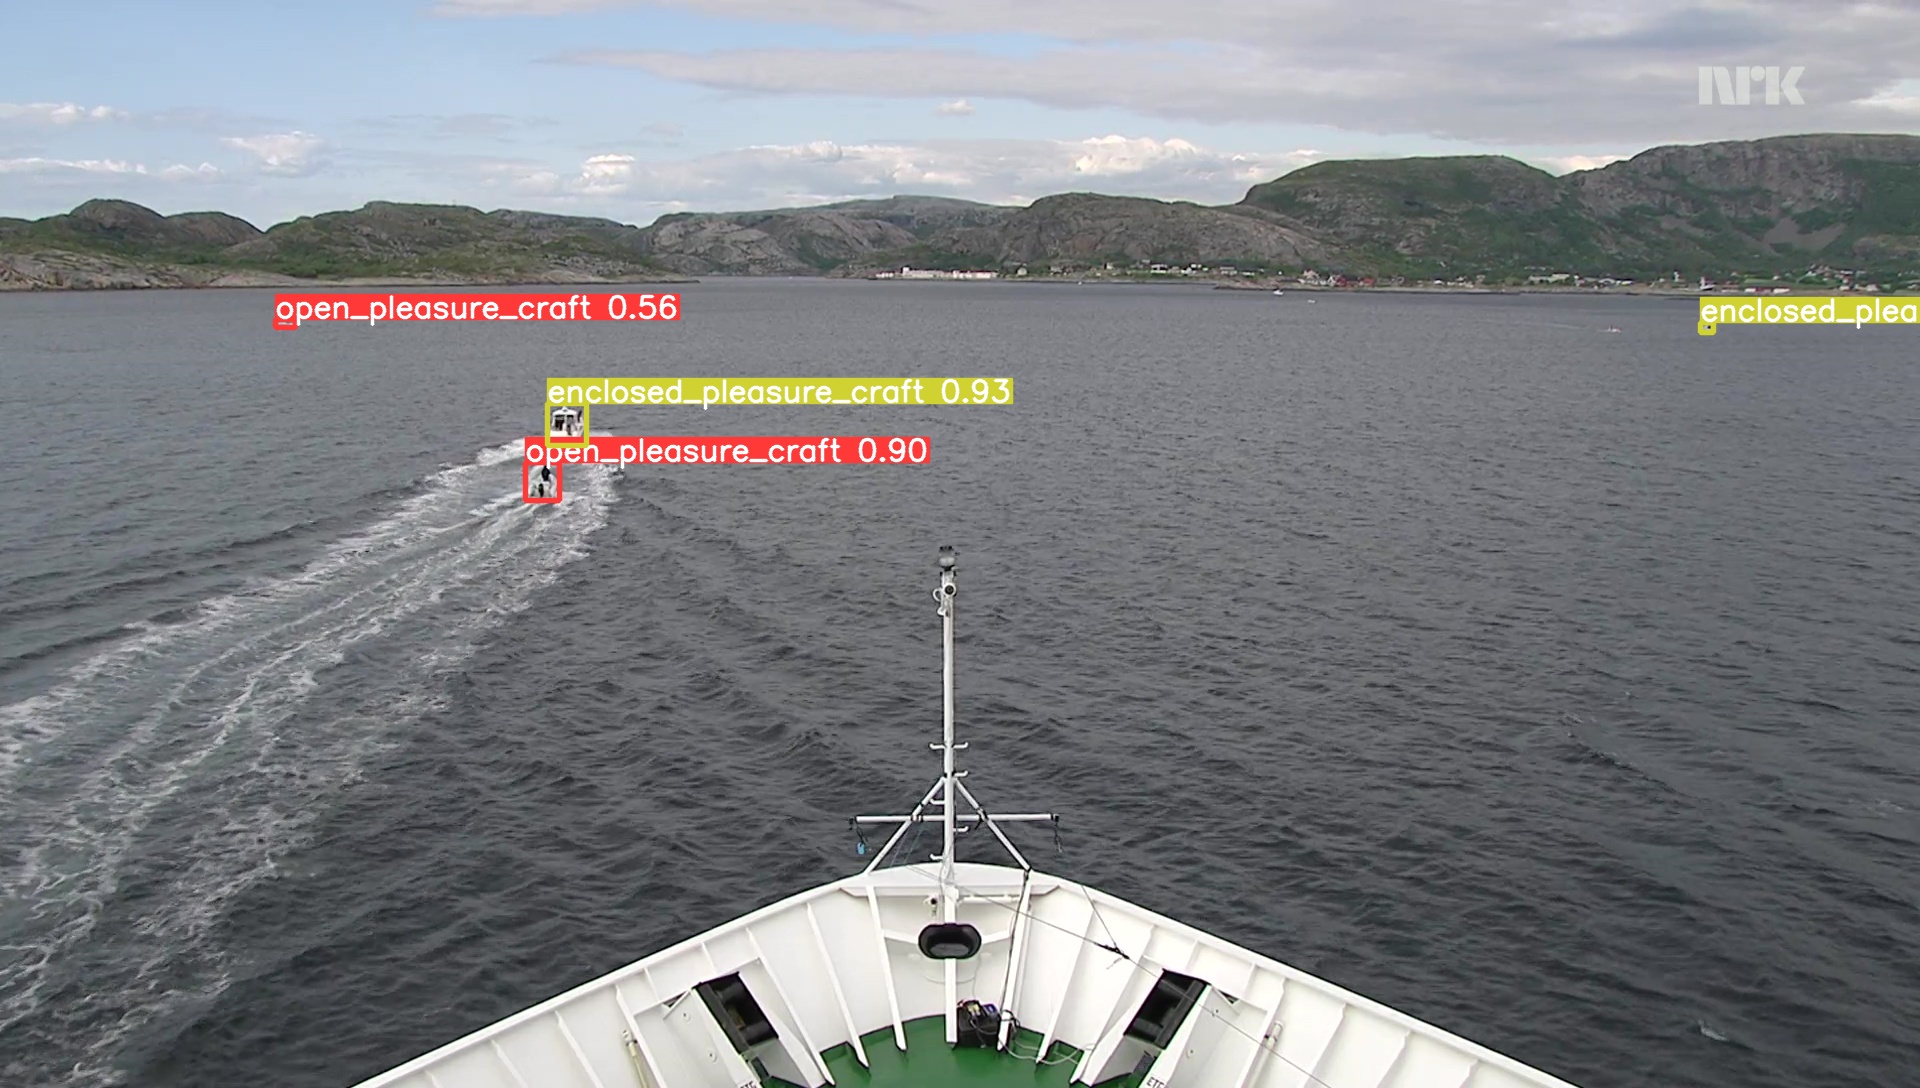 NRK
open_pleasure_craft 0.56
enclosed_plea
enclosed_pleasure_craft 0.93
open_pleasure_craft 0.90